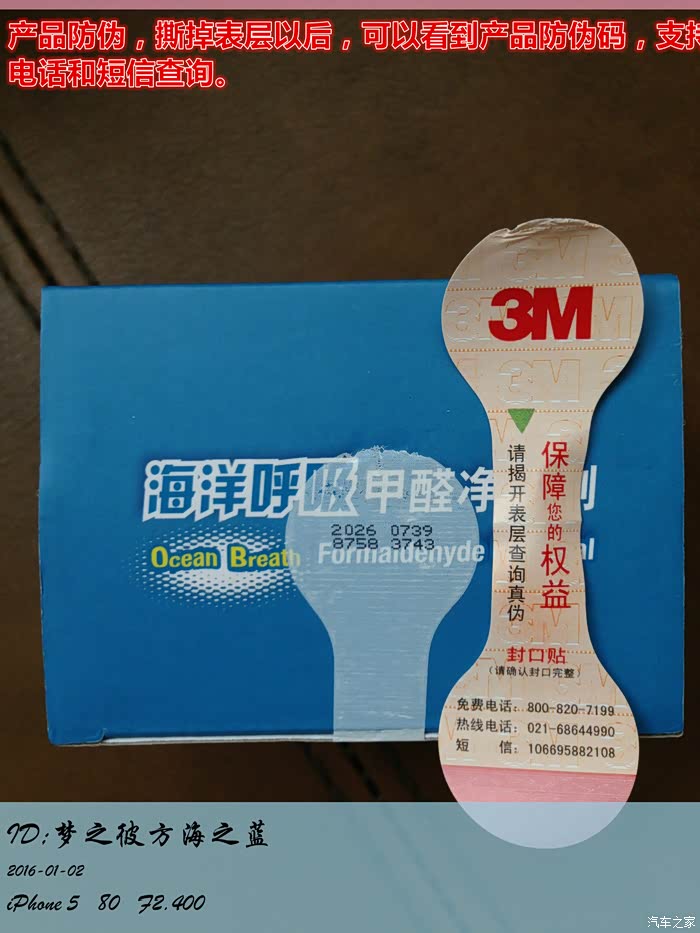 产品防伪，撕掉表层以后，可以看到产品防伪码，支持
电话和短信查询。
3M
请揭开表层查询真伪
保障您的权益
封口贴
(请确认封口完整)
免费电话：800-820-7199
热线电话：021-68644990
短　信：106695882108
海洋呼吸 甲醛净
Ocean Breath Formaldehyde
2026 0739
8758 3743
ID:梦之彼方海之蓝
2016-01-02
iPhone 5 80 F2.400
汽车之家